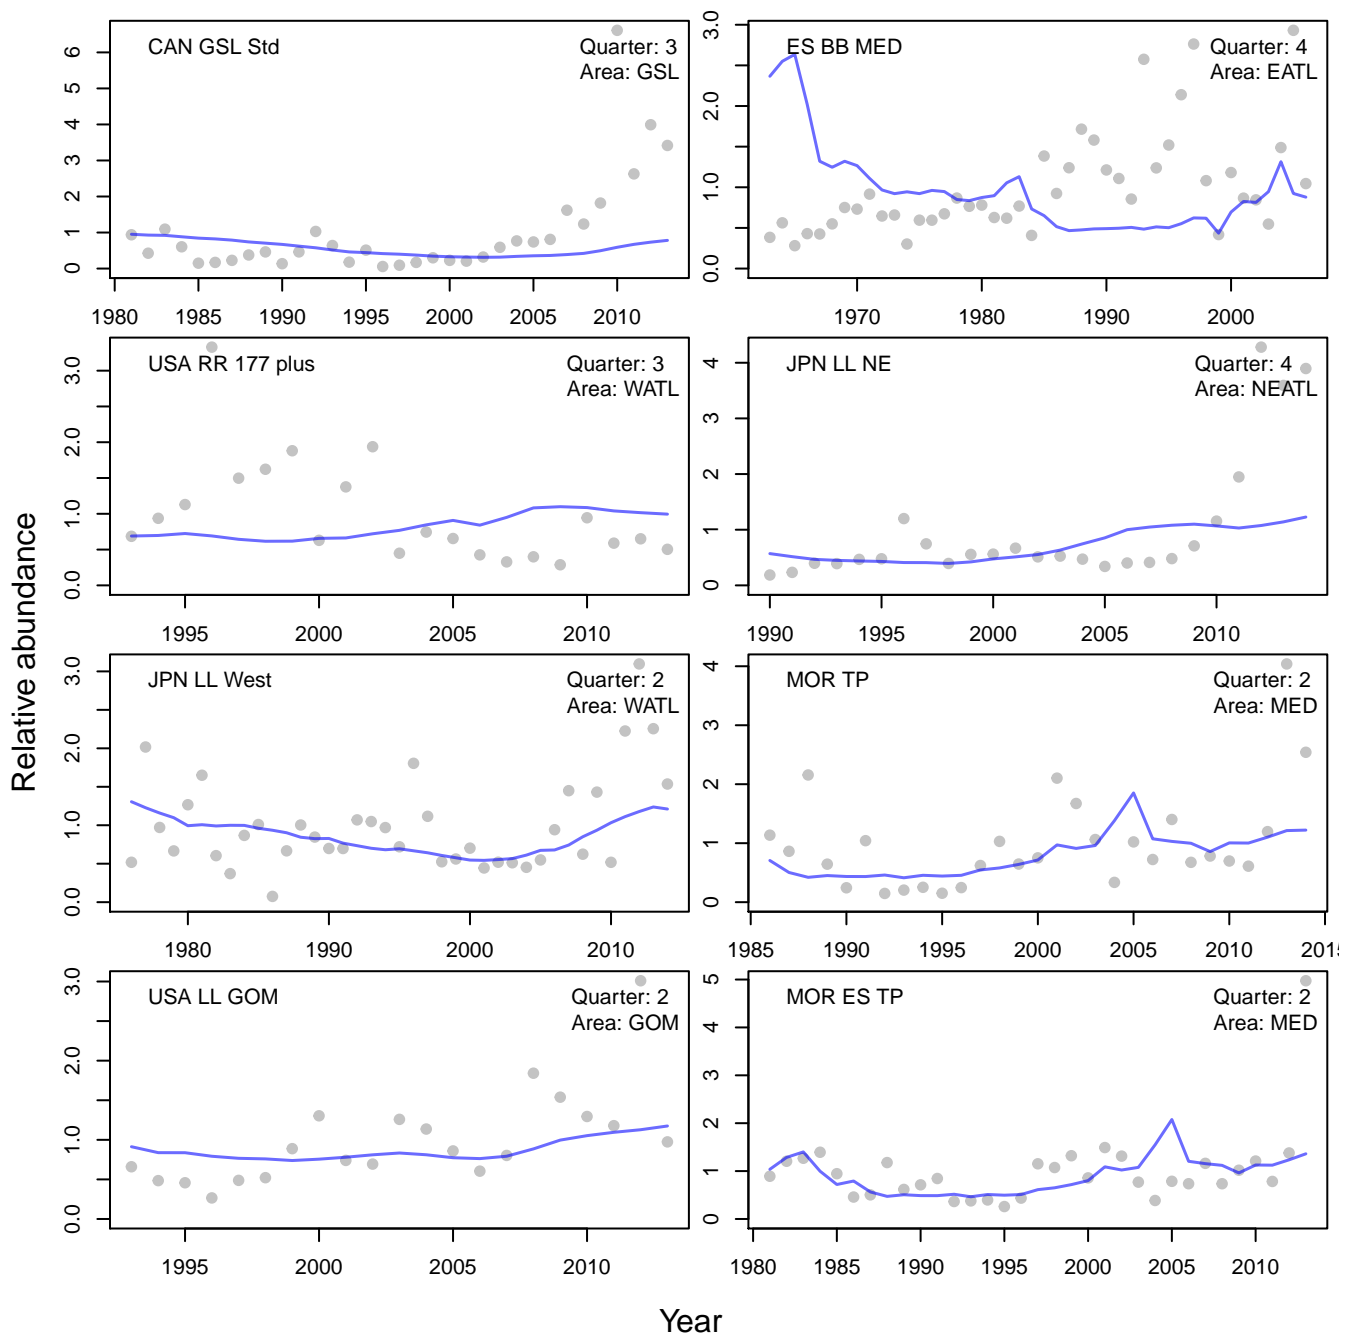 CAN GSL Std
Quarter: 3
Area: GSL
0 1 2 3 4 5 6
1980 1985 1990 1995 2000 2005 2010
ES BB MED
Quarter: 4
Area: EATL
0.0 1.0 2.0 3.0
1970 1980 1990 2000
USA RR 177 plus
Quarter: 3
Area: WATL
0.0 1.0 2.0 3.0
1995 2000 2005 2010
JPN LL NE
Quarter: 4
Area: NEATL
0 1 2 3 4
1990 1995 2000 2005 2010
JPN LL West
Quarter: 2
Area: WATL
0.0 1.0 2.0 3.0
1980 1990 2000 2010
MOR TP
Quarter: 2
Area: MED
0 1 2 3 4
1985 1990 1995 2000 2005 2010
USA LL GOM
Quarter: 2
Area: GOM
0.0 1.0 2.0 3.0
1995 2000 2005 2010
MOR ES TP
Quarter: 2
Area: MED
0 1 2 3 4 5
1980 1985 1990 1995 2000 2005 2010
Relative abundance
Year